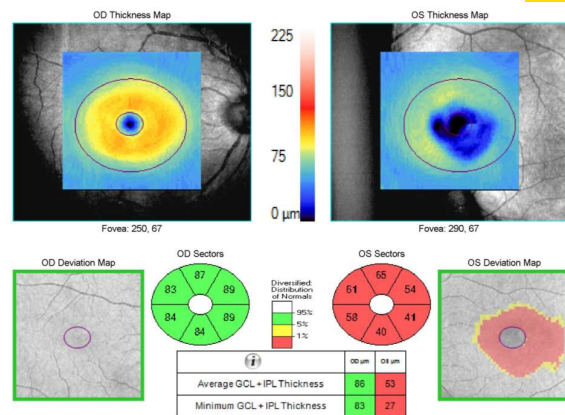 OD Thickness Map
OS Thickness Map
225
150
75
0 µm
Fovea: 250, 67
Fovea: 290, 67
OD Deviation Map
OD Sectors
OS Sectors
OS Deviation Map
87
83
89
84
89
84
Diversified:
Distribution
of Normals
95%
5%
1%
65
61
54
58
41
40
OD µm
OS µm
Average GCL + IPL Thickness
86
53
Minimum GCL + IPL Thickness
83
27